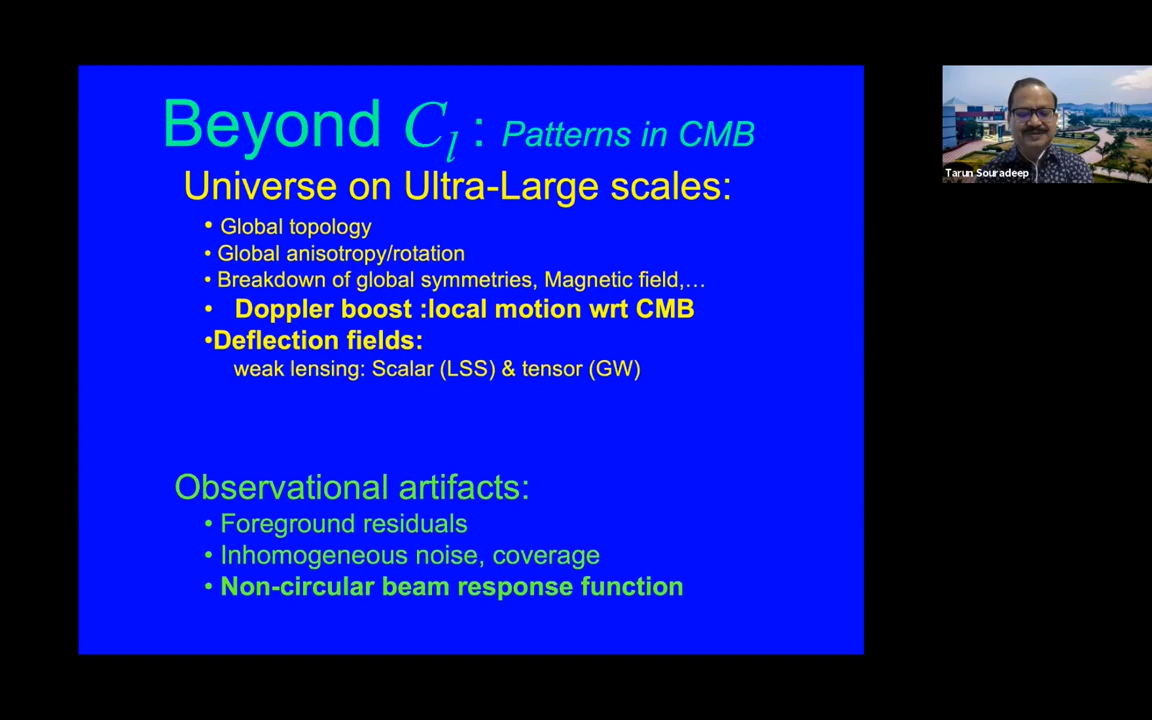 Beyond C_l : Patterns in CMB
Universe on Ultra-Large scales:
• Global topology
• Global anisotropy/rotation
• Breakdown of global symmetries, Magnetic field,…
• Doppler boost :local motion wrt CMB
•Deflection fields:
weak lensing: Scalar (LSS) & tensor (GW)
Observational artifacts:
• Foreground residuals
• Inhomogeneous noise, coverage
• Non-circular beam response function
Tarun Souradeep